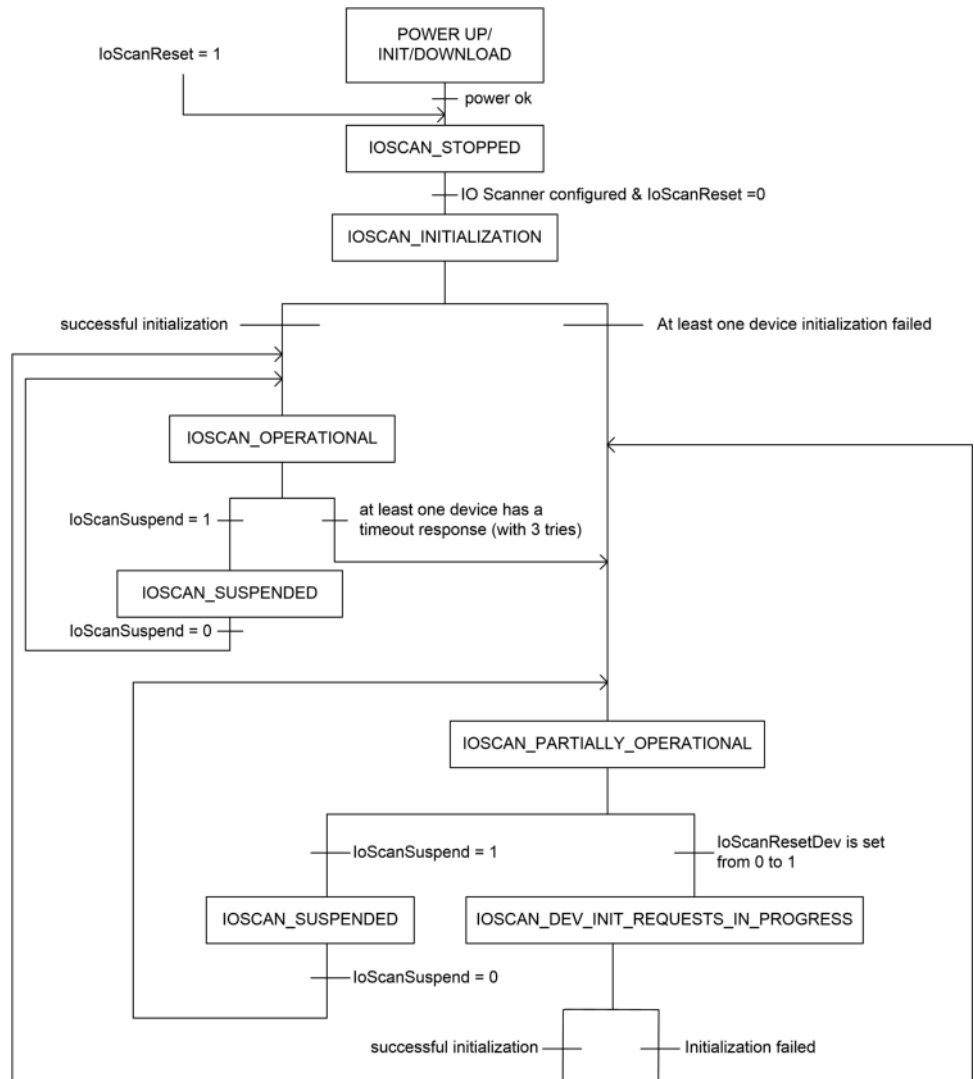 POWER UP/
INIT/DOWNLOAD
IoScanReset = 1
power ok
IOSCAN_STOPPED
IO Scanner configured & IoScanReset =0
IOSCAN_INITIALIZATION
successful initialization
At least one device initialization failed
IOSCAN_OPERATIONAL
IoScanSuspend = 1
at least one device has a
timeout response (with 3 tries)
IOSCAN_SUSPENDED
IoScanSuspend = 0
IOSCAN_PARTIALLY_OPERATIONAL
IoScanSuspend = 1
IoScanResetDev is set
from 0 to 1
IOSCAN_SUSPENDED
IOSCAN_DEV_INIT_REQUESTS_IN_PROGRESS
IoScanSuspend = 0
successful initialization
Initialization failed